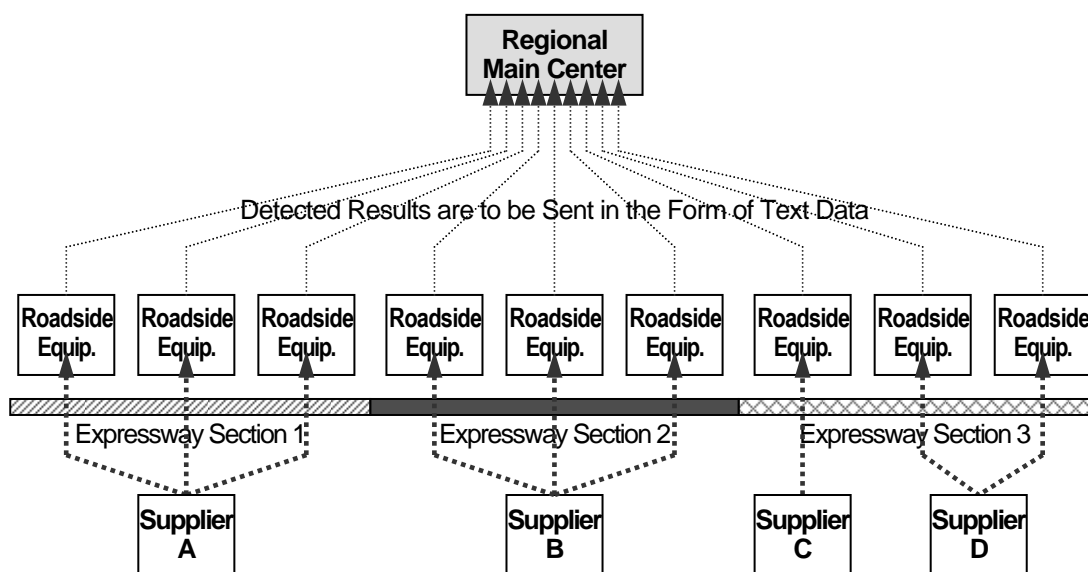 Regional
Main Center
Detected Results are to be Sent in the Form of Text Data
Roadside
Equip.
Roadside
Equip.
Roadside
Equip.
Roadside
Equip.
Roadside
Equip.
Roadside
Equip.
Roadside
Equip.
Roadside
Equip.
Roadside
Equip.
Expressway Section 1
Expressway Section 2
Expressway Section 3
Supplier
A
Supplier
B
Supplier
C
Supplier
D